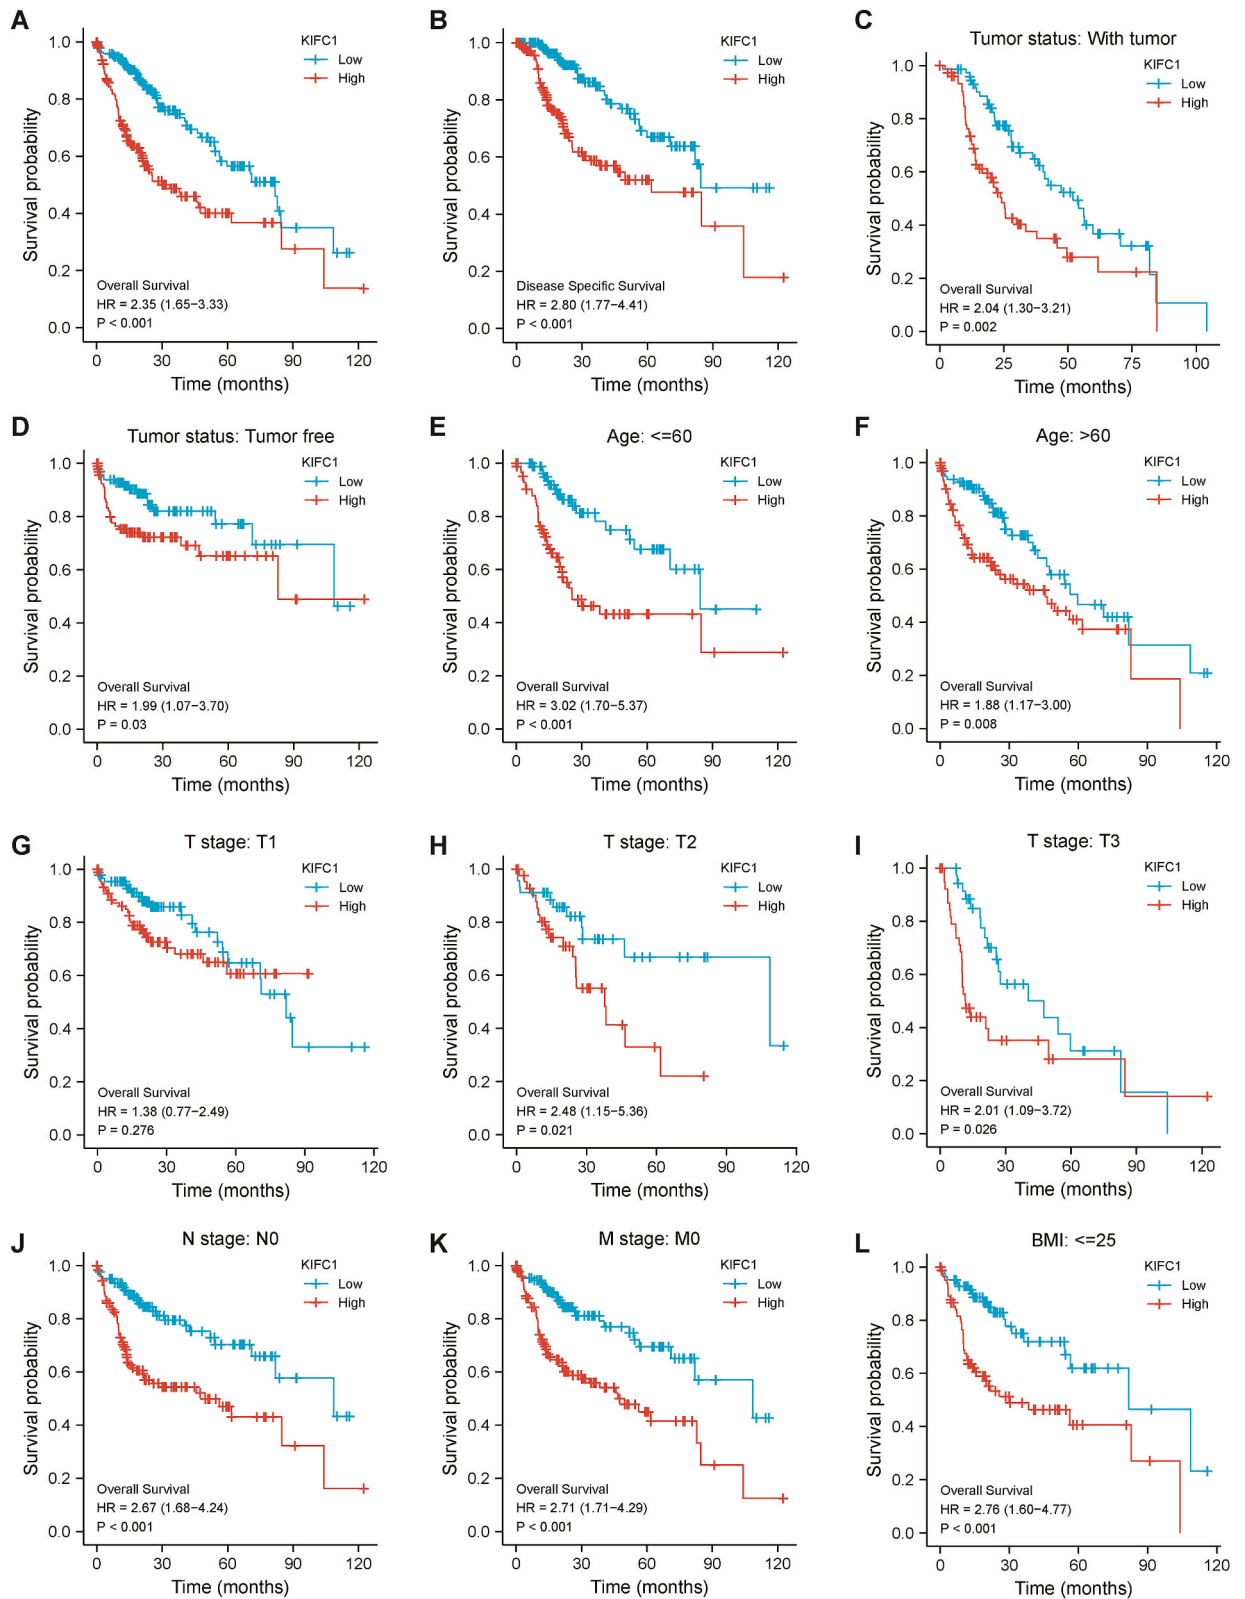 A
KIFC1
Low
High
Survival probability
1.0
0.8
0.6
0.4
0.2
0.0
Overall Survival
HR = 2.35 (1.65−3.33)
P < 0.001
0 30 60 90 120
Time (months)
B
KIFC1
Low
High
Survival probability
1.0
0.8
0.6
0.4
0.2
0.0
Disease Specific Survival
HR = 2.80 (1.77−4.41)
P < 0.001
0 30 60 90 120
Time (months)
C
Tumor status: With tumor
KIFC1
Low
High
Survival probability
1.0
0.8
0.6
0.4
0.2
0.0
Overall Survival
HR = 2.04 (1.30−3.21)
P = 0.002
0 25 50 75 100
Time (months)
D
Tumor status: Tumor free
KIFC1
Low
High
Survival probability
1.0
0.8
0.6
0.4
0.2
0.0
Overall Survival
HR = 1.99 (1.07−3.70)
P = 0.03
0 30 60 90 120
Time (months)
E
Age: <=60
KIFC1
Low
High
Survival probability
1.0
0.8
0.6
0.4
0.2
0.0
Overall Survival
HR = 3.02 (1.70−5.37)
P < 0.001
0 30 60 90 120
Time (months)
F
Age: >60
KIFC1
Low
High
Survival probability
1.0
0.8
0.6
0.4
0.2
0.0
Overall Survival
HR = 1.88 (1.17−3.00)
P = 0.008
0 30 60 90 120
Time (months)
G
T stage: T1
KIFC1
Low
High
Survival probability
1.0
0.8
0.6
0.4
0.2
0.0
Overall Survival
HR = 1.38 (0.77−2.49)
P = 0.276
0 30 60 90 120
Time (months)
H
T stage: T2
KIFC1
Low
High
Survival probability
1.0
0.8
0.6
0.4
0.2
0.0
Overall Survival
HR = 2.48 (1.15−5.36)
P = 0.021
0 30 60 90 120
Time (months)
I
T stage: T3
KIFC1
Low
High
Survival probability
1.0
0.8
0.6
0.4
0.2
0.0
Overall Survival
HR = 2.01 (1.09−3.72)
P = 0.026
0 30 60 90 120
Time (months)
J
N stage: N0
KIFC1
Low
High
Survival probability
1.0
0.8
0.6
0.4
0.2
0.0
Overall Survival
HR = 2.67 (1.68−4.24)
P < 0.001
0 30 60 90 120
Time (months)
K
M stage: M0
KIFC1
Low
High
Survival probability
1.0
0.8
0.6
0.4
0.2
0.0
Overall Survival
HR = 2.71 (1.71−4.29)
P < 0.001
0 30 60 90 120
Time (months)
L
BMI: <=25
KIFC1
Low
High
Survival probability
1.0
0.8
0.6
0.4
0.2
0.0
Overall Survival
HR = 2.76 (1.60−4.77)
P < 0.001
0 30 60 90 120
Time (months)